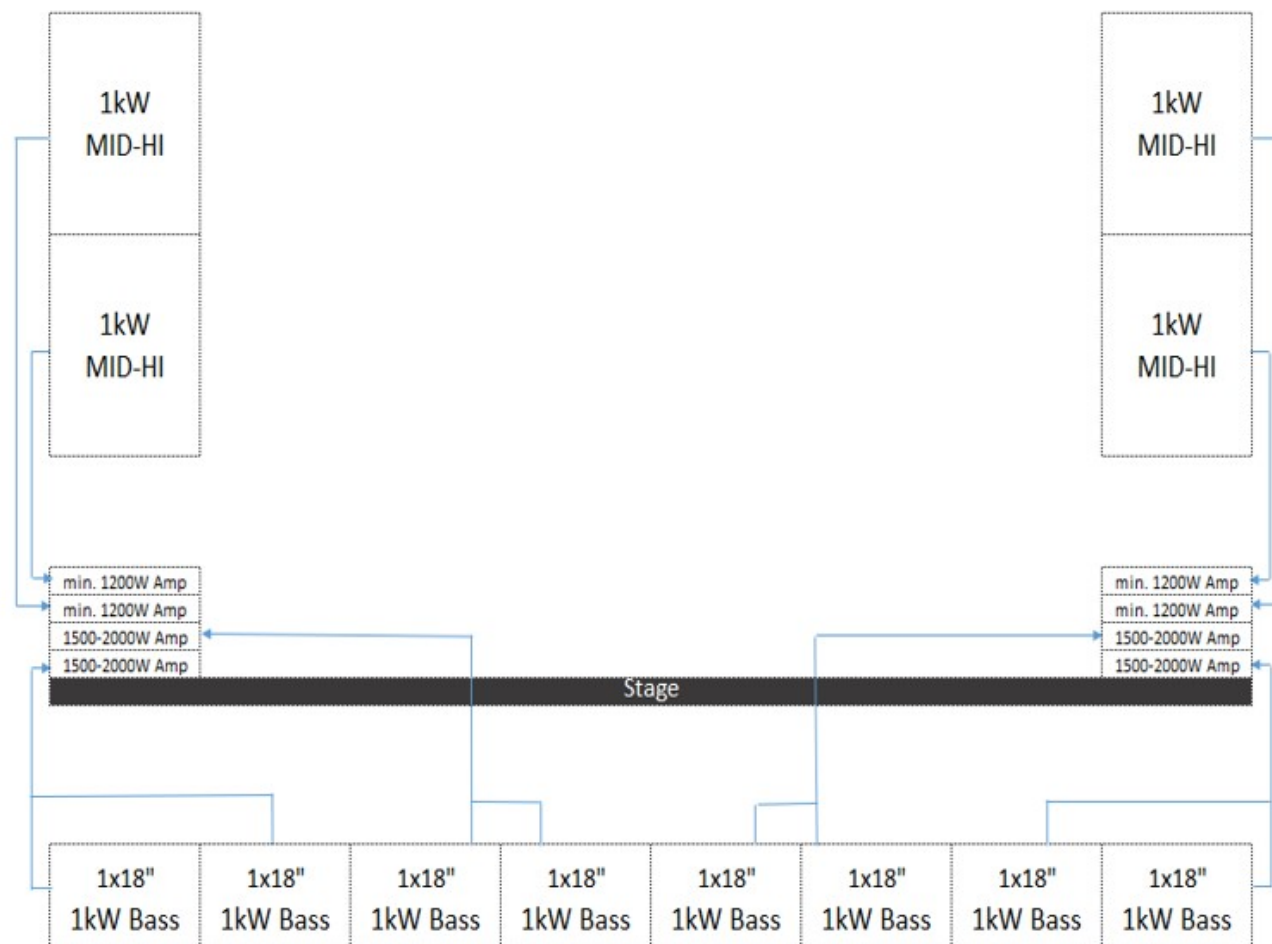 1kW
MID-HI
1kW
MID-HI
1kW
MID-HI
1kW
MID-HI
min. 1200W Amp
min. 1200W Amp
1500-2000W Amp
1500-2000W Amp
min. 1200W Amp
min. 1200W Amp
1500-2000W Amp
1500-2000W Amp
Stage
1x18"
1kW Bass
1x18"
1kW Bass
1x18"
1kW Bass
1x18"
1kW Bass
1x18"
1kW Bass
1x18"
1kW Bass
1x18"
1kW Bass
1x18"
1kW Bass